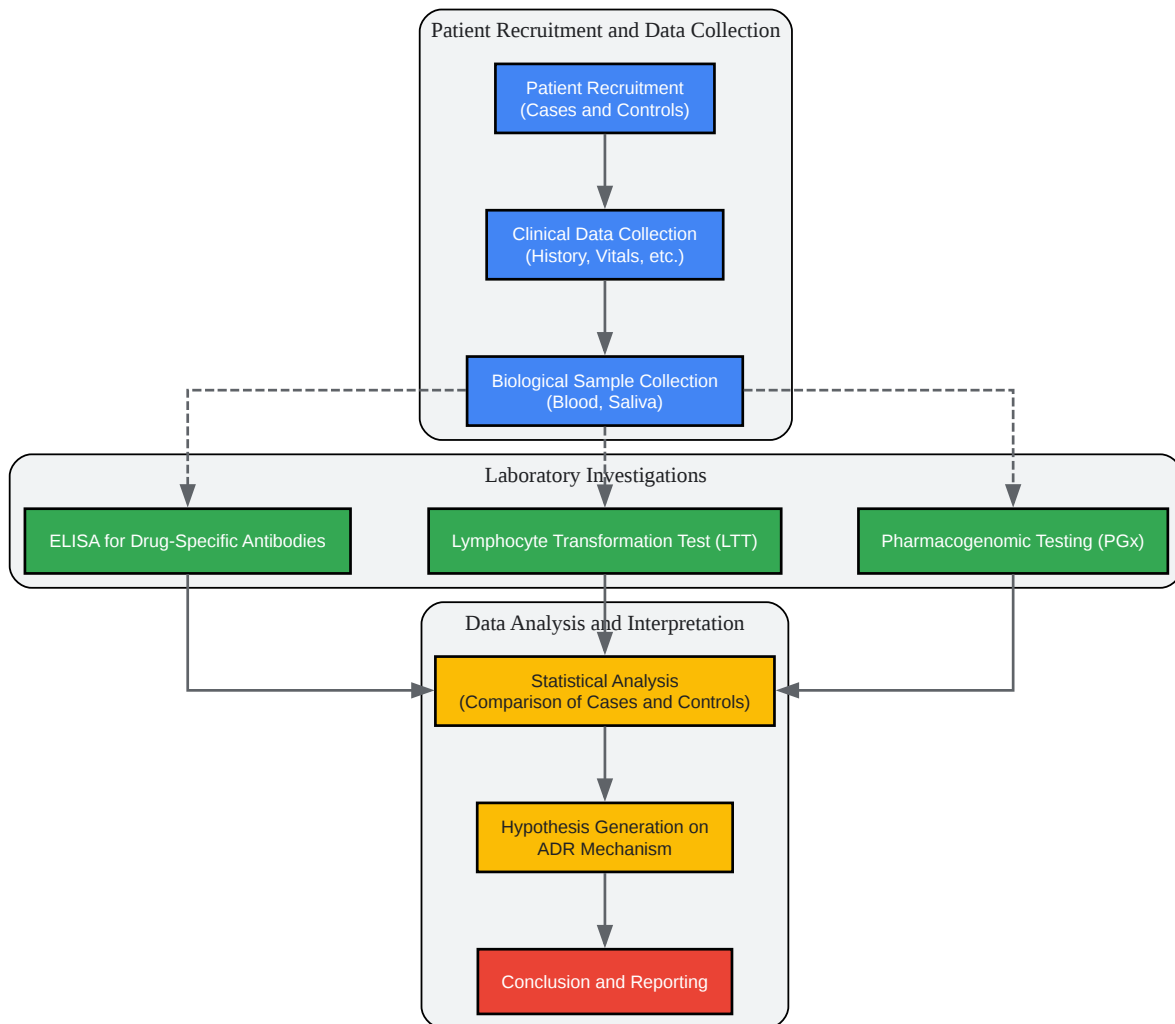 Patient Recruitment and Data Collection
Patient Recruitment
(Cases and Controls)
Clinical Data Collection
(History, Vitals, etc.)
Biological Sample Collection
(Blood, Saliva)
Laboratory Investigations
ELISA for Drug-Specific Antibodies
Lymphocyte Transformation Test (LTT)
Pharmacogenomic Testing (PGx)
Data Analysis and Interpretation
Statistical Analysis
(Comparison of Cases and Controls)
Hypothesis Generation on
ADR Mechanism
Conclusion and Reporting